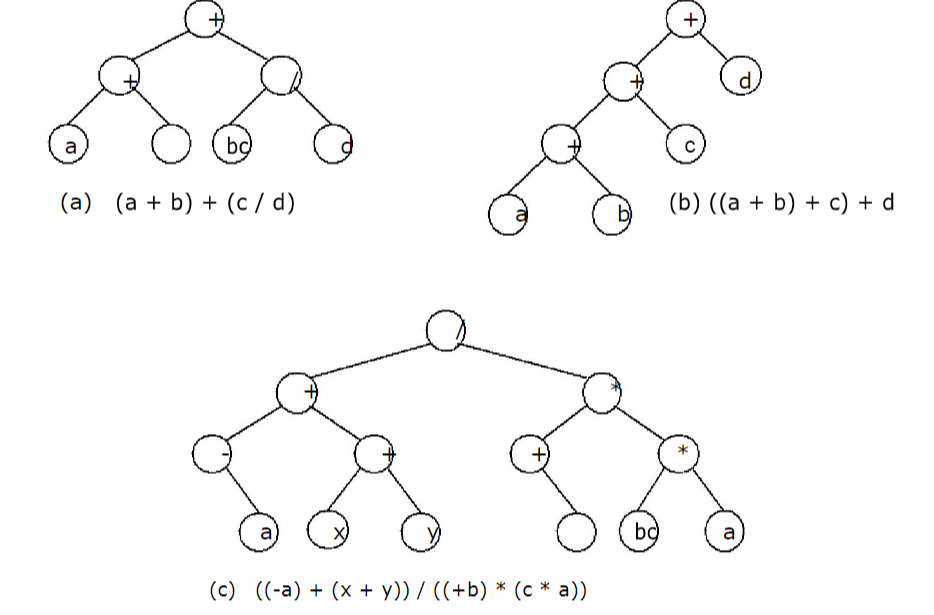 +
+
+ /
+ d
a bc d
+ c
(a) (a + b) + (c / d)
a b
(b) ((a + b) + c) + d
/
+ *
- + + *
a x y bc a
(c) ((-a) + (x + y)) / ((+b) * (c * a))